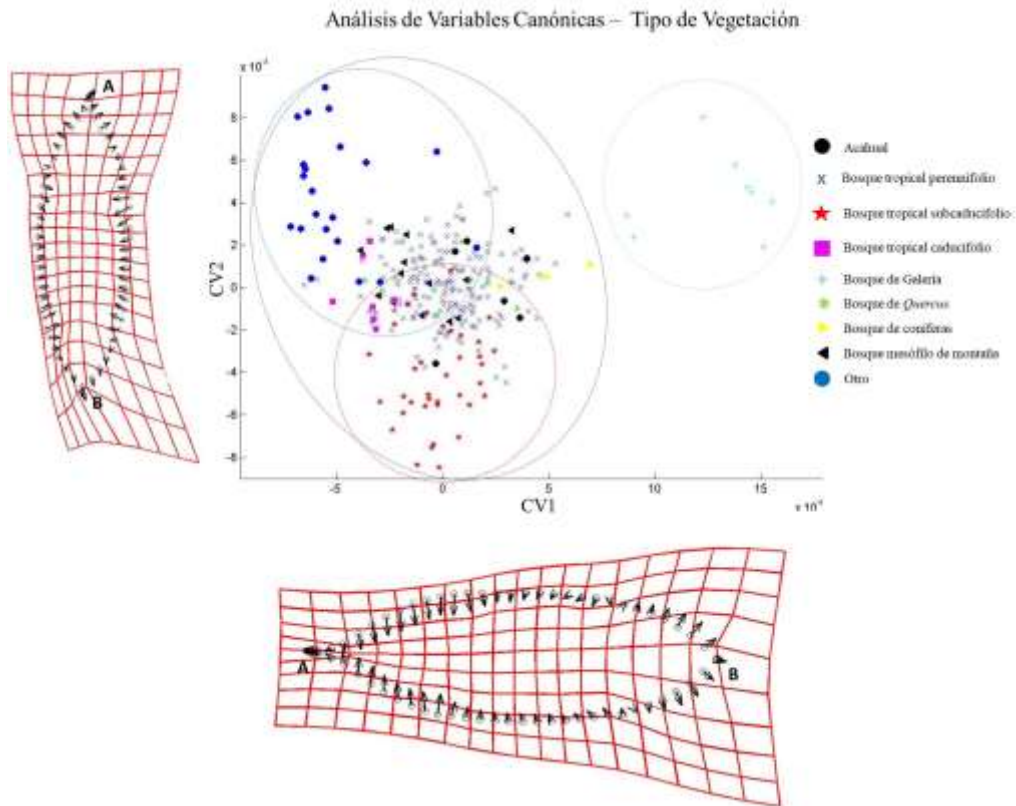 Análisis de Variables Canónicas – Tipo de Vegetación
A
B
8
6
4
2
0
-2
-4
-6
-8
CV2
-5
0
5
10
15
CV1
Acahual
x Bosque tropical perennifolio
Bosque tropical subcaducifolio
Bosque tropical caducifolio
Bosque de Galería
Bosque de Quercus
Bosque de coníferas
Bosque mesófilo de montaña
Otro
A
B